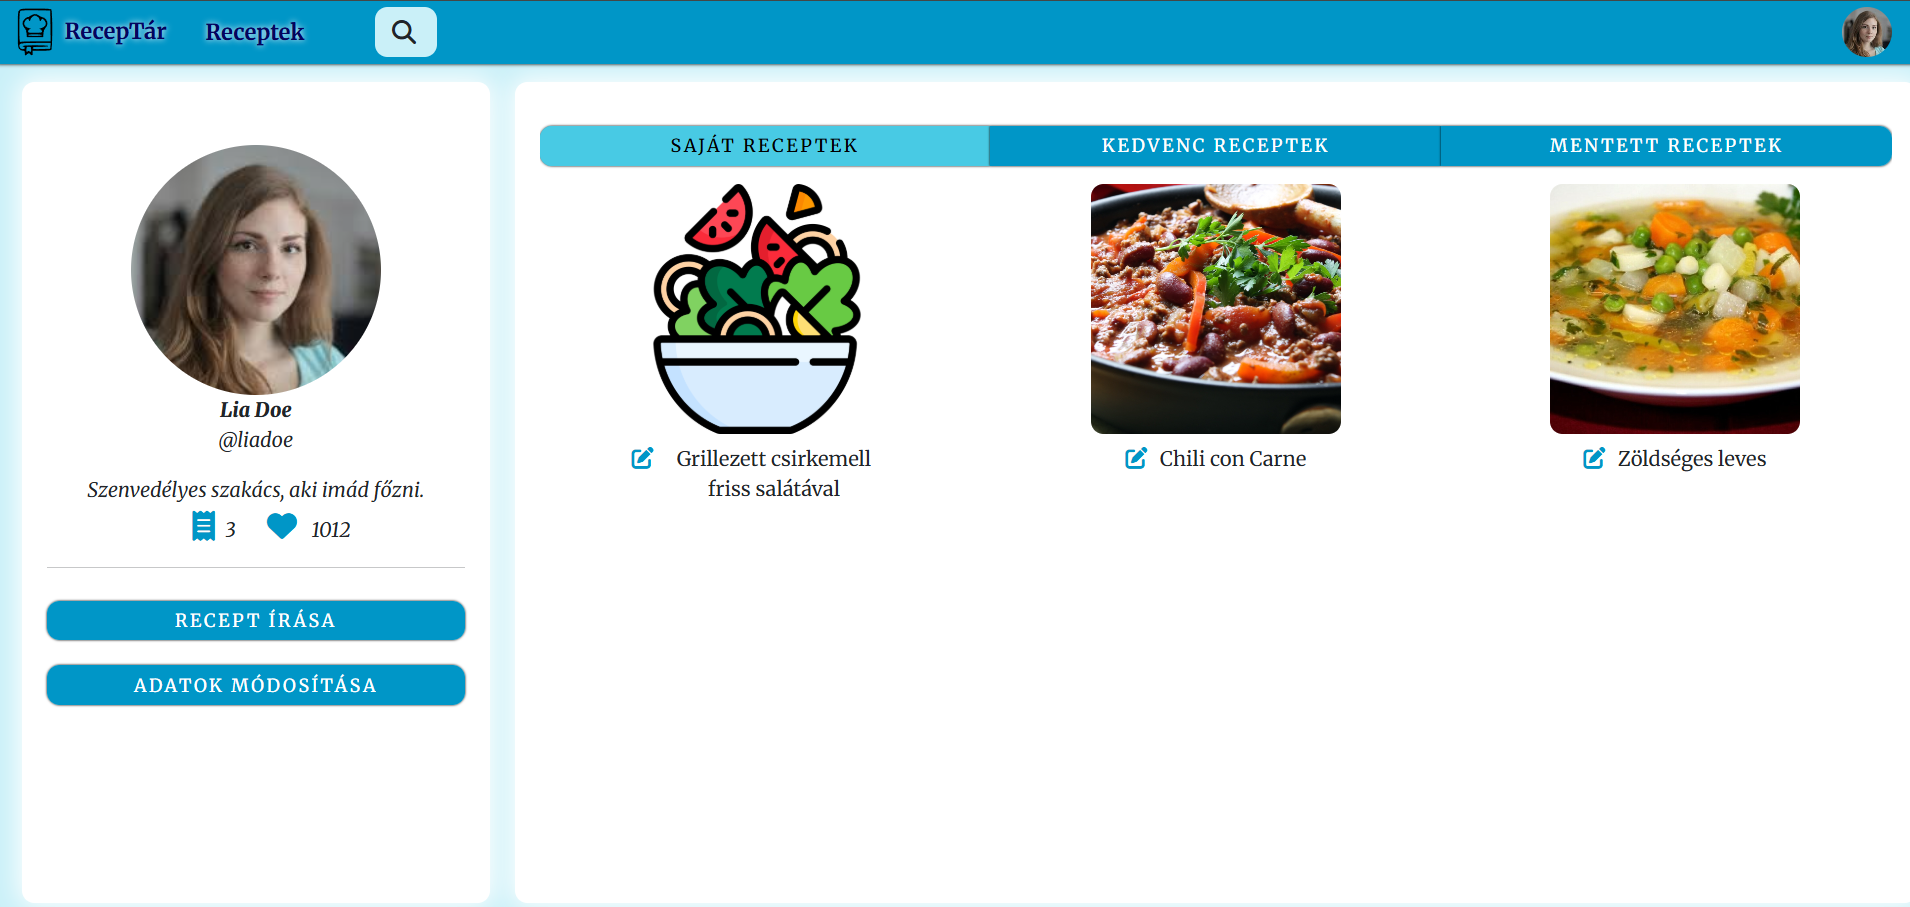 RecepTár
Receptek
Lia Doe
@liadoe
Szenvedélyes szakács, aki imád főzni.
3 1012
RECEPT ÍRÁSA
ADATOK MÓDOSÍTÁSA
SAJÁT RECEPTEK
KEDVENC RECEPTEK
MENTETT RECEPTEK
Grillezett csirkemell
friss salátával
Chili con Carne
Zöldséges leves